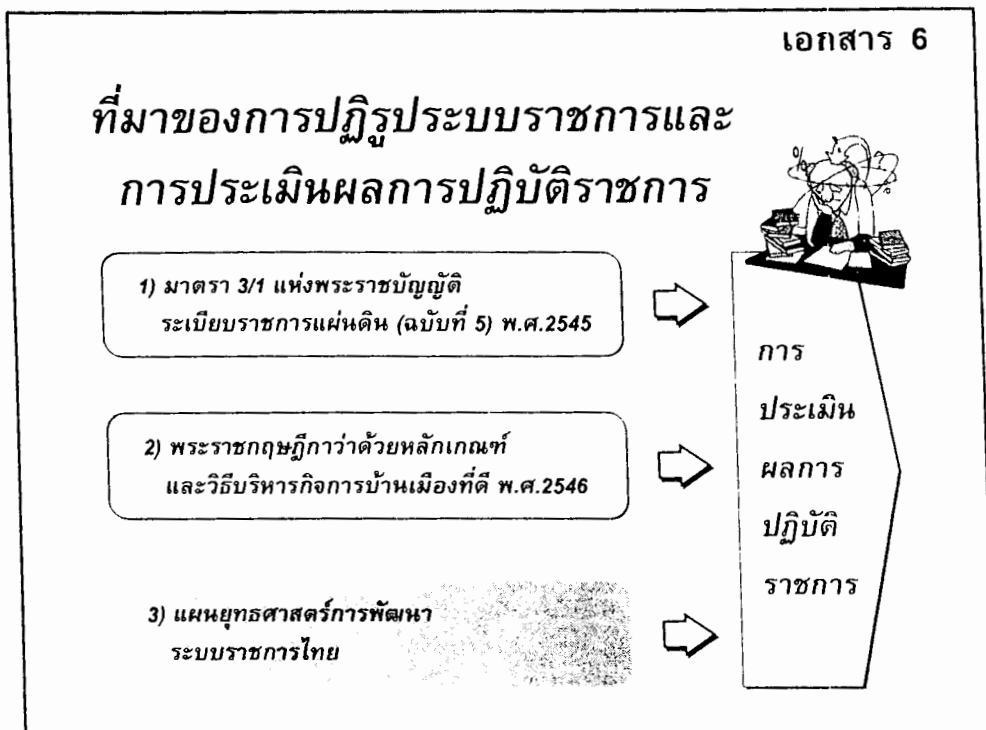 เอกสาร 6
ที่มาของการปฏิรูประบบราชการและ
การประเมินผลการปฏิบัติราชการ
1) มาตรา 3/1 แห่งพระราชบัญญัติ
ระเบียบราชการแผ่นดิน (ฉบับที่ 5) พ.ศ.2545
2) พระราชกฤษฎีกาว่าด้วยหลักเกณฑ์
และวิธีบริหารกิจการบ้านเมืองที่ดี พ.ศ.2546
3) แผนยุทธศาสตร์การพัฒนา
ระบบราชการไทย
การ
ประเมิน
ผลการ
ปฏิบัติ
ราชการ